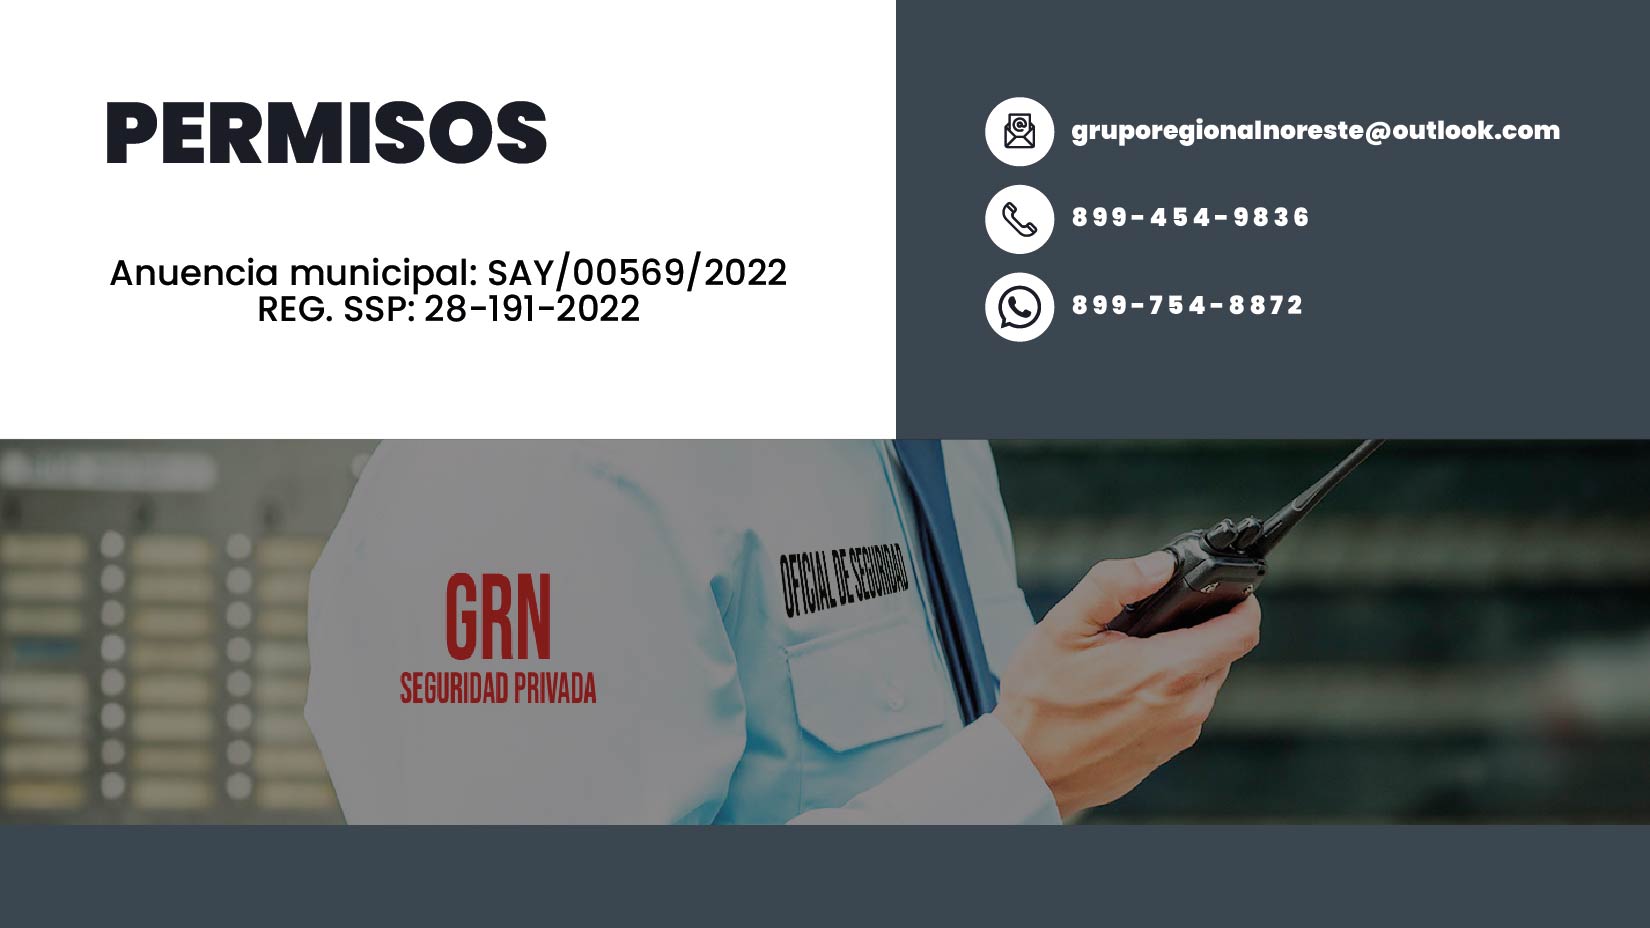 PERMISOS
Anuencia municipal: SAY/00569/2022
REG. SSP: 28-191-2022
gruporegionalnoreste@outlook.com
899-454-9836
899-754-8872
GRN
SEGURIDAD PRIVADA
OFICIAL DE SEGURIDAD